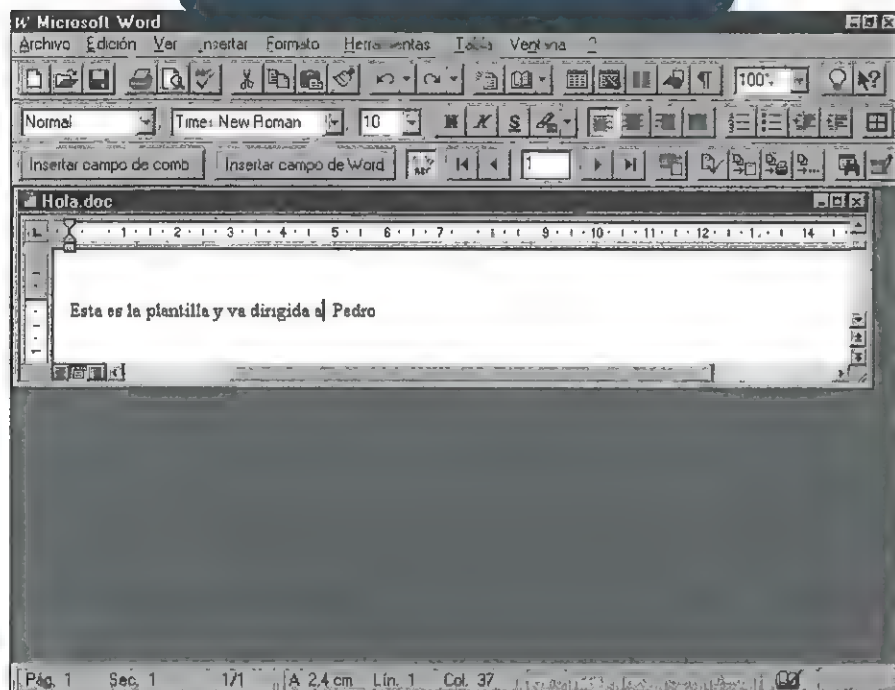 Microsoft Word
Archivo Edición Ver Insertar Formato Herramientas Tabla Ventana ?
100%
Normal Times New Roman 10 N K S
Insertar campo de comb Insertar campo de Word 1
Hola.doc
1 2 3 4 5 6 7 9 10 11 12 14
Esta es la plantilla y va dirigida a Pedro
Pág. 1 Sec. 1 1/1 A 2,4 cm Lín. 1 Col. 37